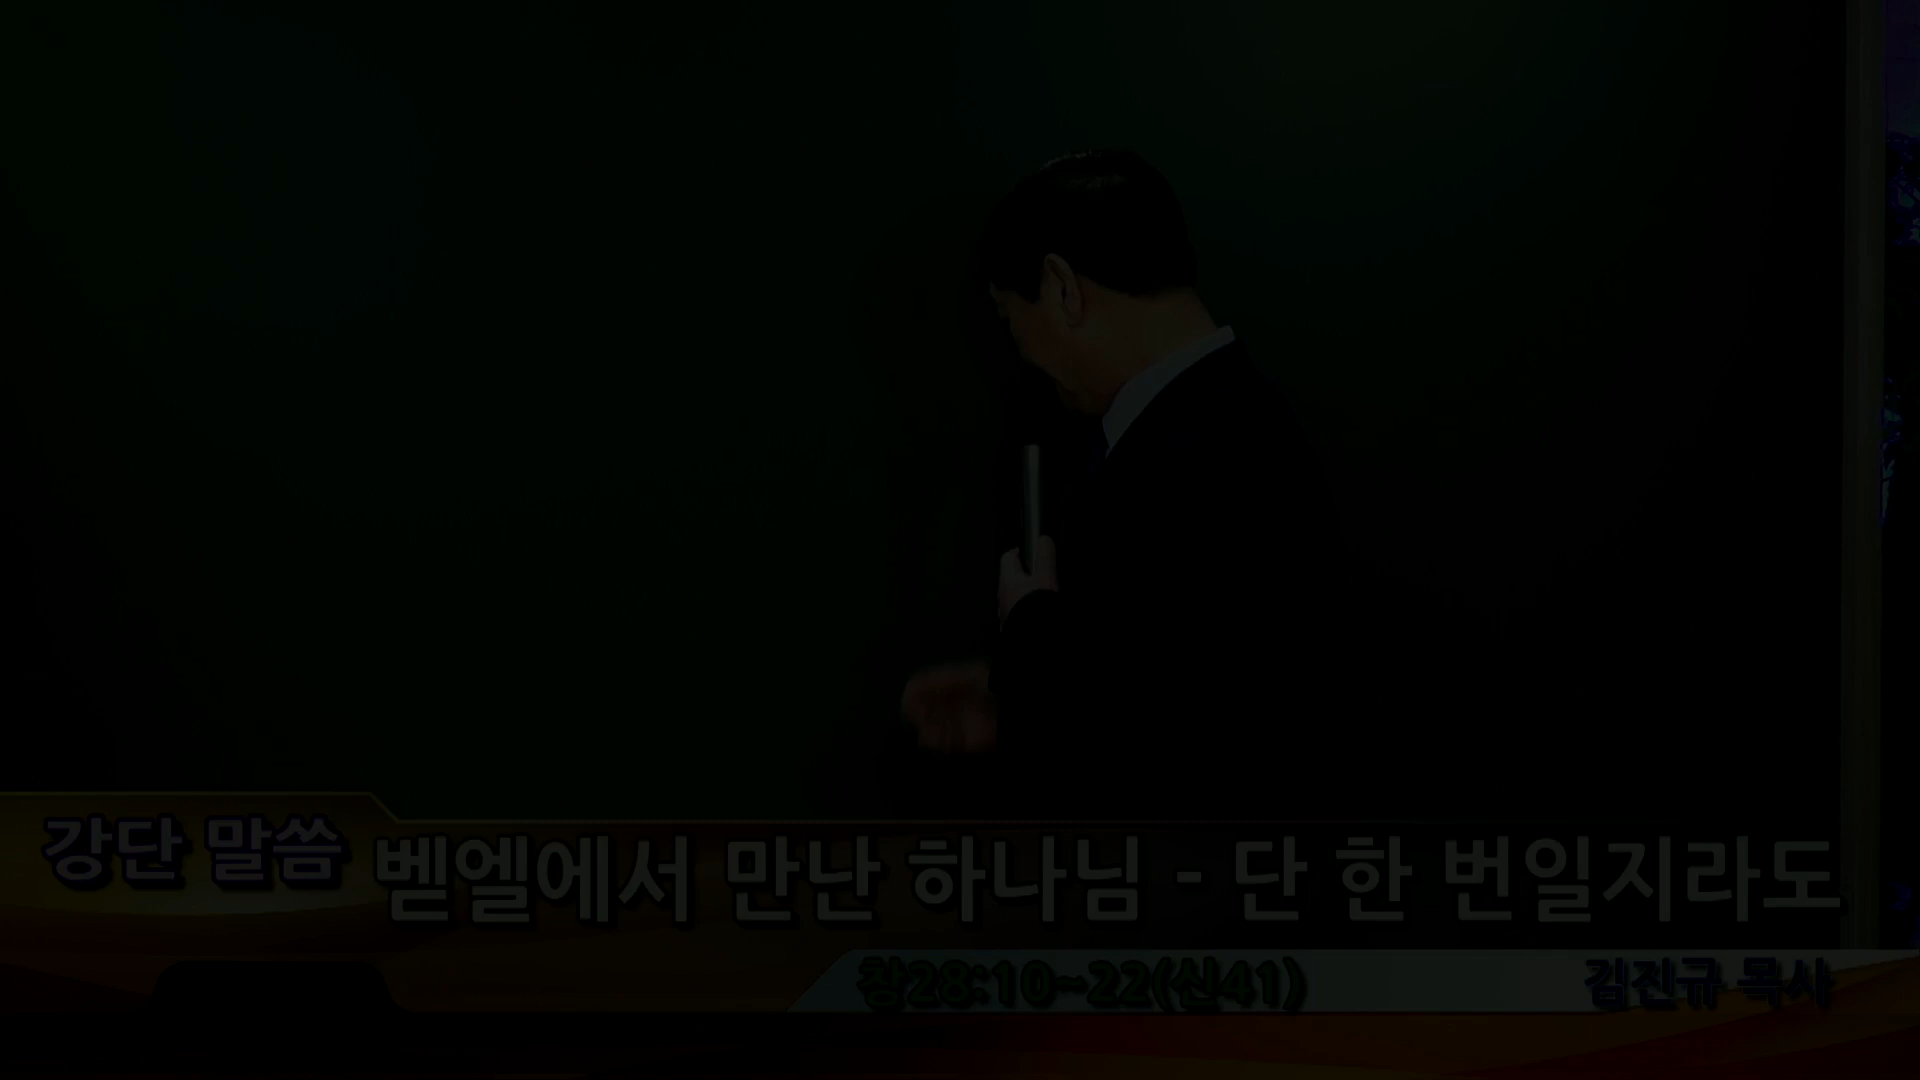 강단 말씀
벧엘에서 만난 하나님 - 단 한 번일지라도
창28:10~22(신41)
김진규 목사